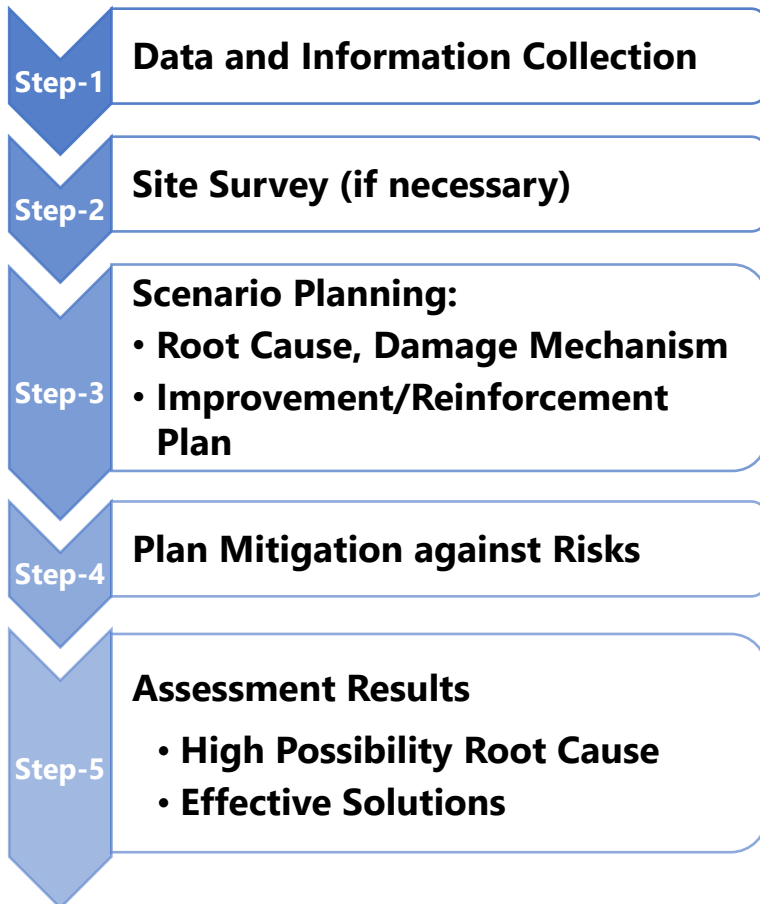 Step-1
Data and Information Collection
Step-2
Site Survey (if necessary)
Step-3
Scenario Planning:
• Root Cause, Damage Mechanism
• Improvement/Reinforcement
Plan
Step-4
Plan Mitigation against Risks
Step-5
Assessment Results
• High Possibility Root Cause
• Effective Solutions